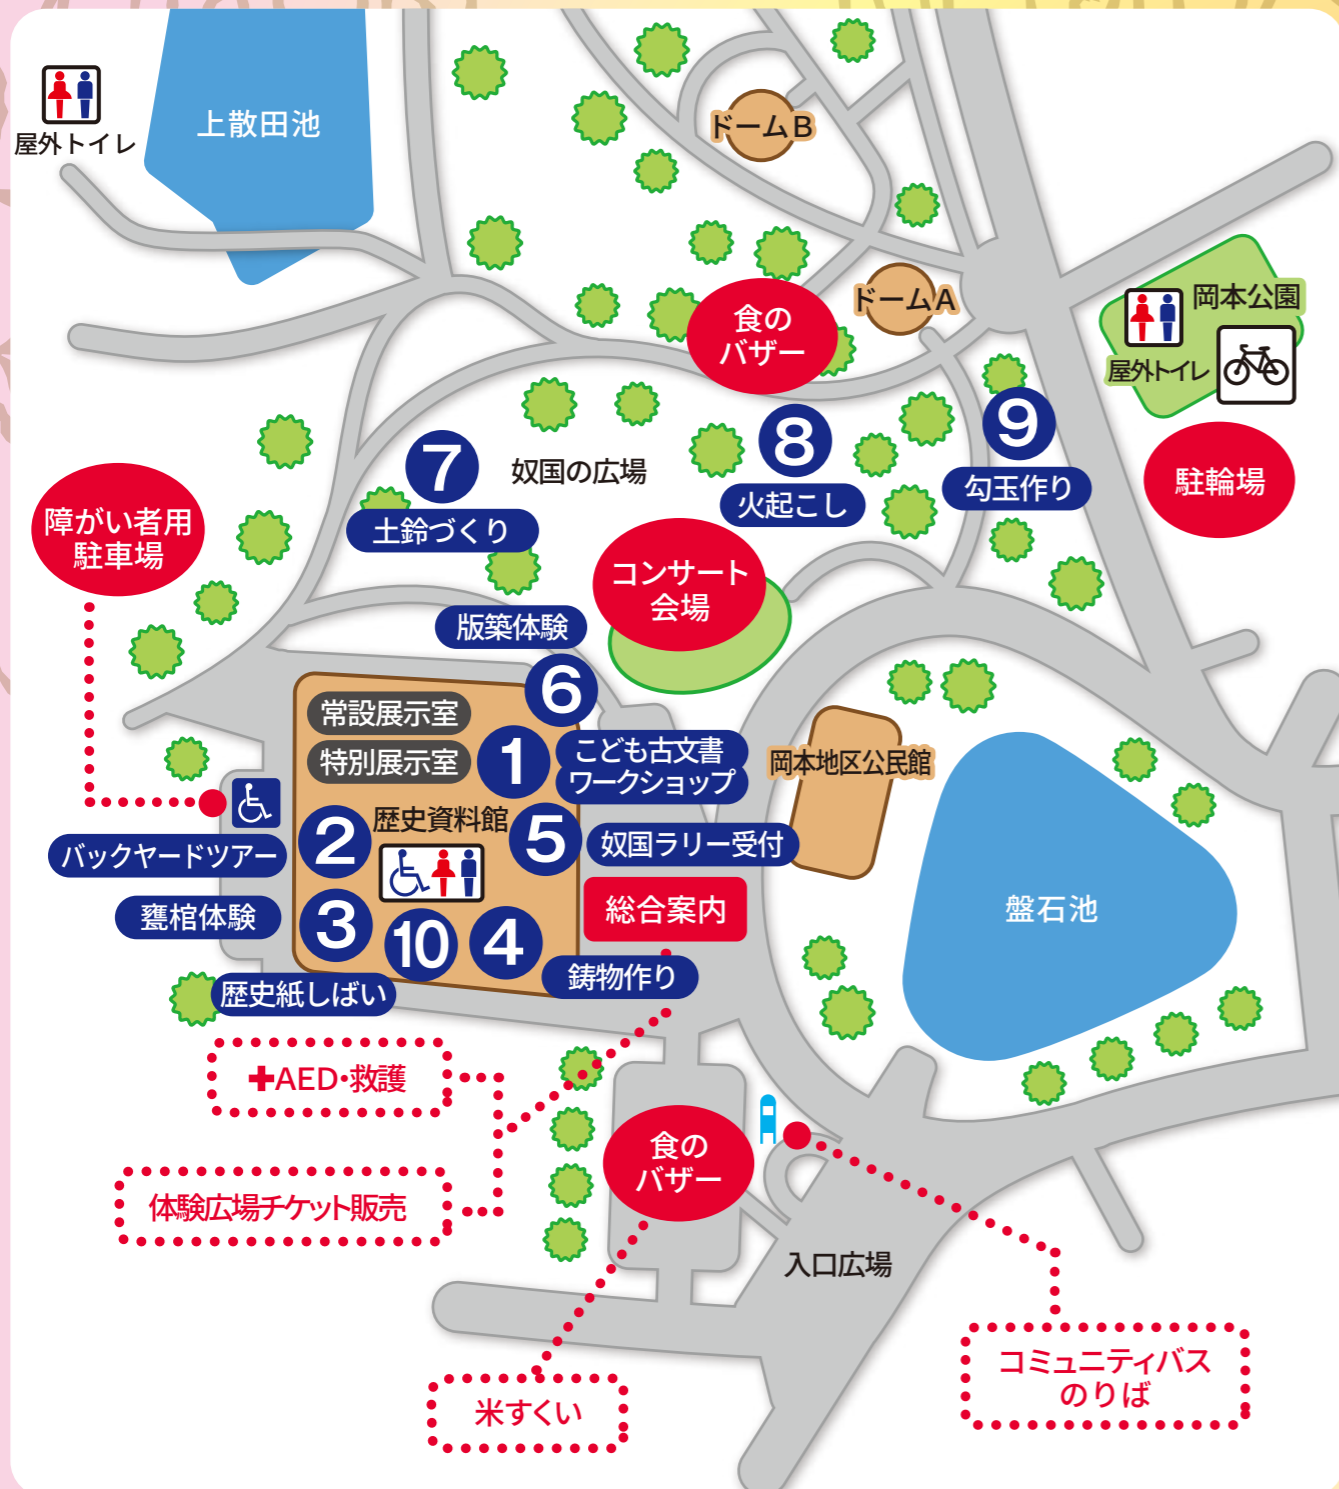 屋外トイレ
上散田池
ドームB
ドームA
食の
バザー
岡本公園
屋外トイレ
駐輪場
7
土鈴づくり
奴国の広場
8
火起こし
9
勾玉作り
障がい者用
駐車場
コンサート
会場
版築体験
6
常設展示室
特別展示室
1
こども古文書
ワークショップ
岡本地区公民館
歴史資料館
2
バックヤードツアー
5
奴国ラリー受付
3
甕棺体験
10
歴史紙しばい
4
鋳物作り
総合案内
盤石池
AED・救護
体験広場チケット販売
食の
バザー
入口広場
米すくい
コミュニティバス
のりば